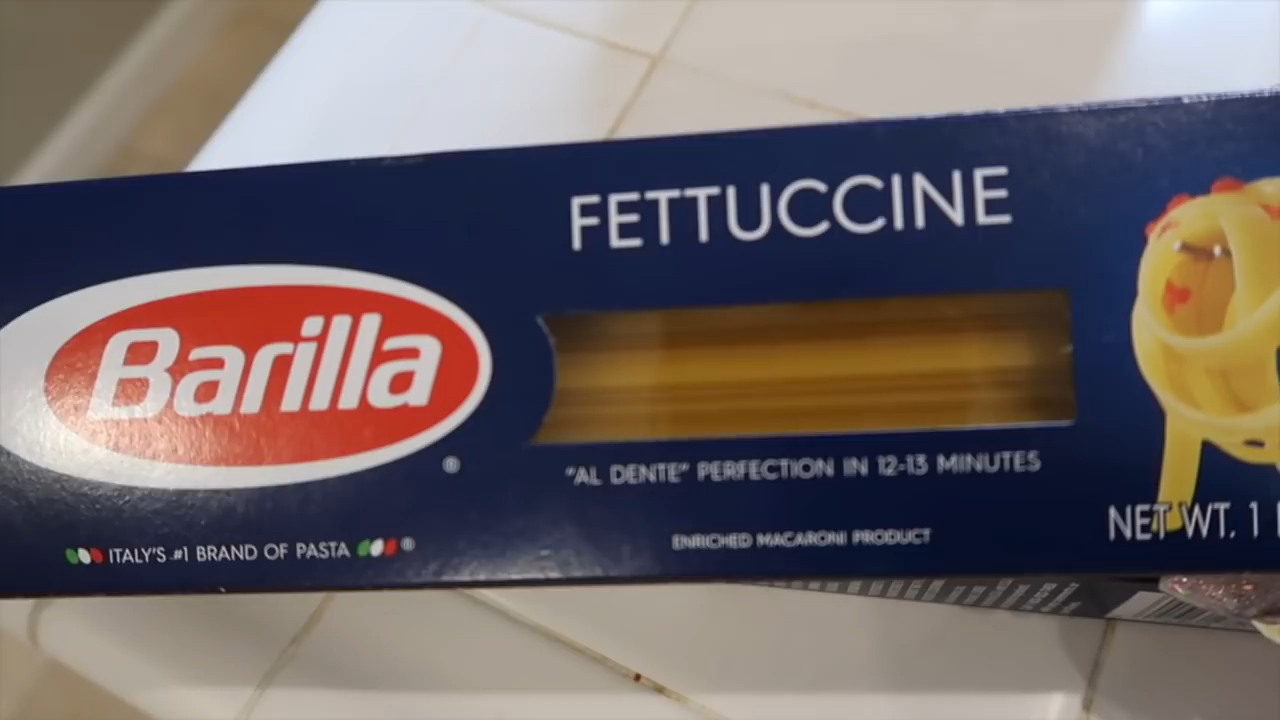 FETTUCCINE
Barilla
®
"AL DENTE" PERFECTION IN 12-13 MINUTES
ITALY'S #1 BRAND OF PASTA ®
ENRICHED MACARONI PRODUCT
NET WT. 1